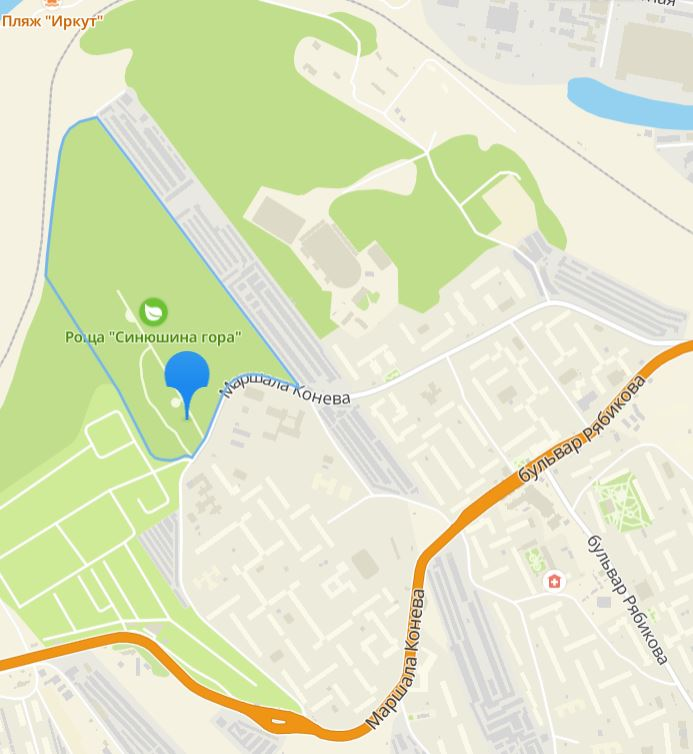 Пляж "Иркут"
Роща "Синюшина гора"
Маршала Конева
бульвар Рябикова
бульвар Рябикова
Маршала Конева